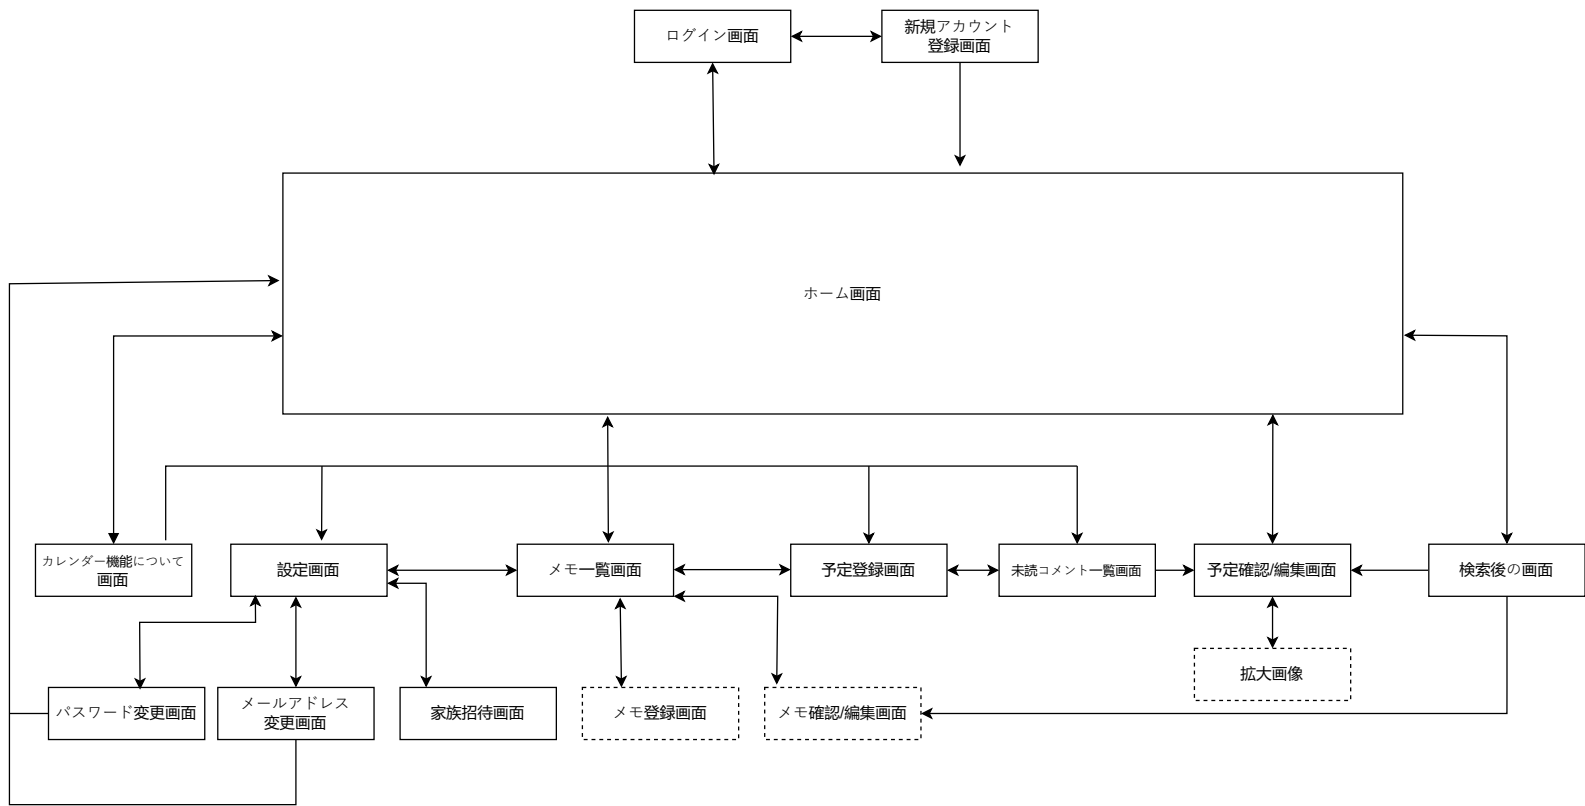 ログイン画面
新規アカウント
登録画面
ホーム画面
カレンダー機能について
画面
設定画面
メモ一覧画面
予定登録画面
未読コメント一覧画面
予定確認/編集画面
検索後の画面
拡大画像
パスワード変更画面
メールアドレス
変更画面
家族招待画面
メモ登録画面
メモ確認/編集画面